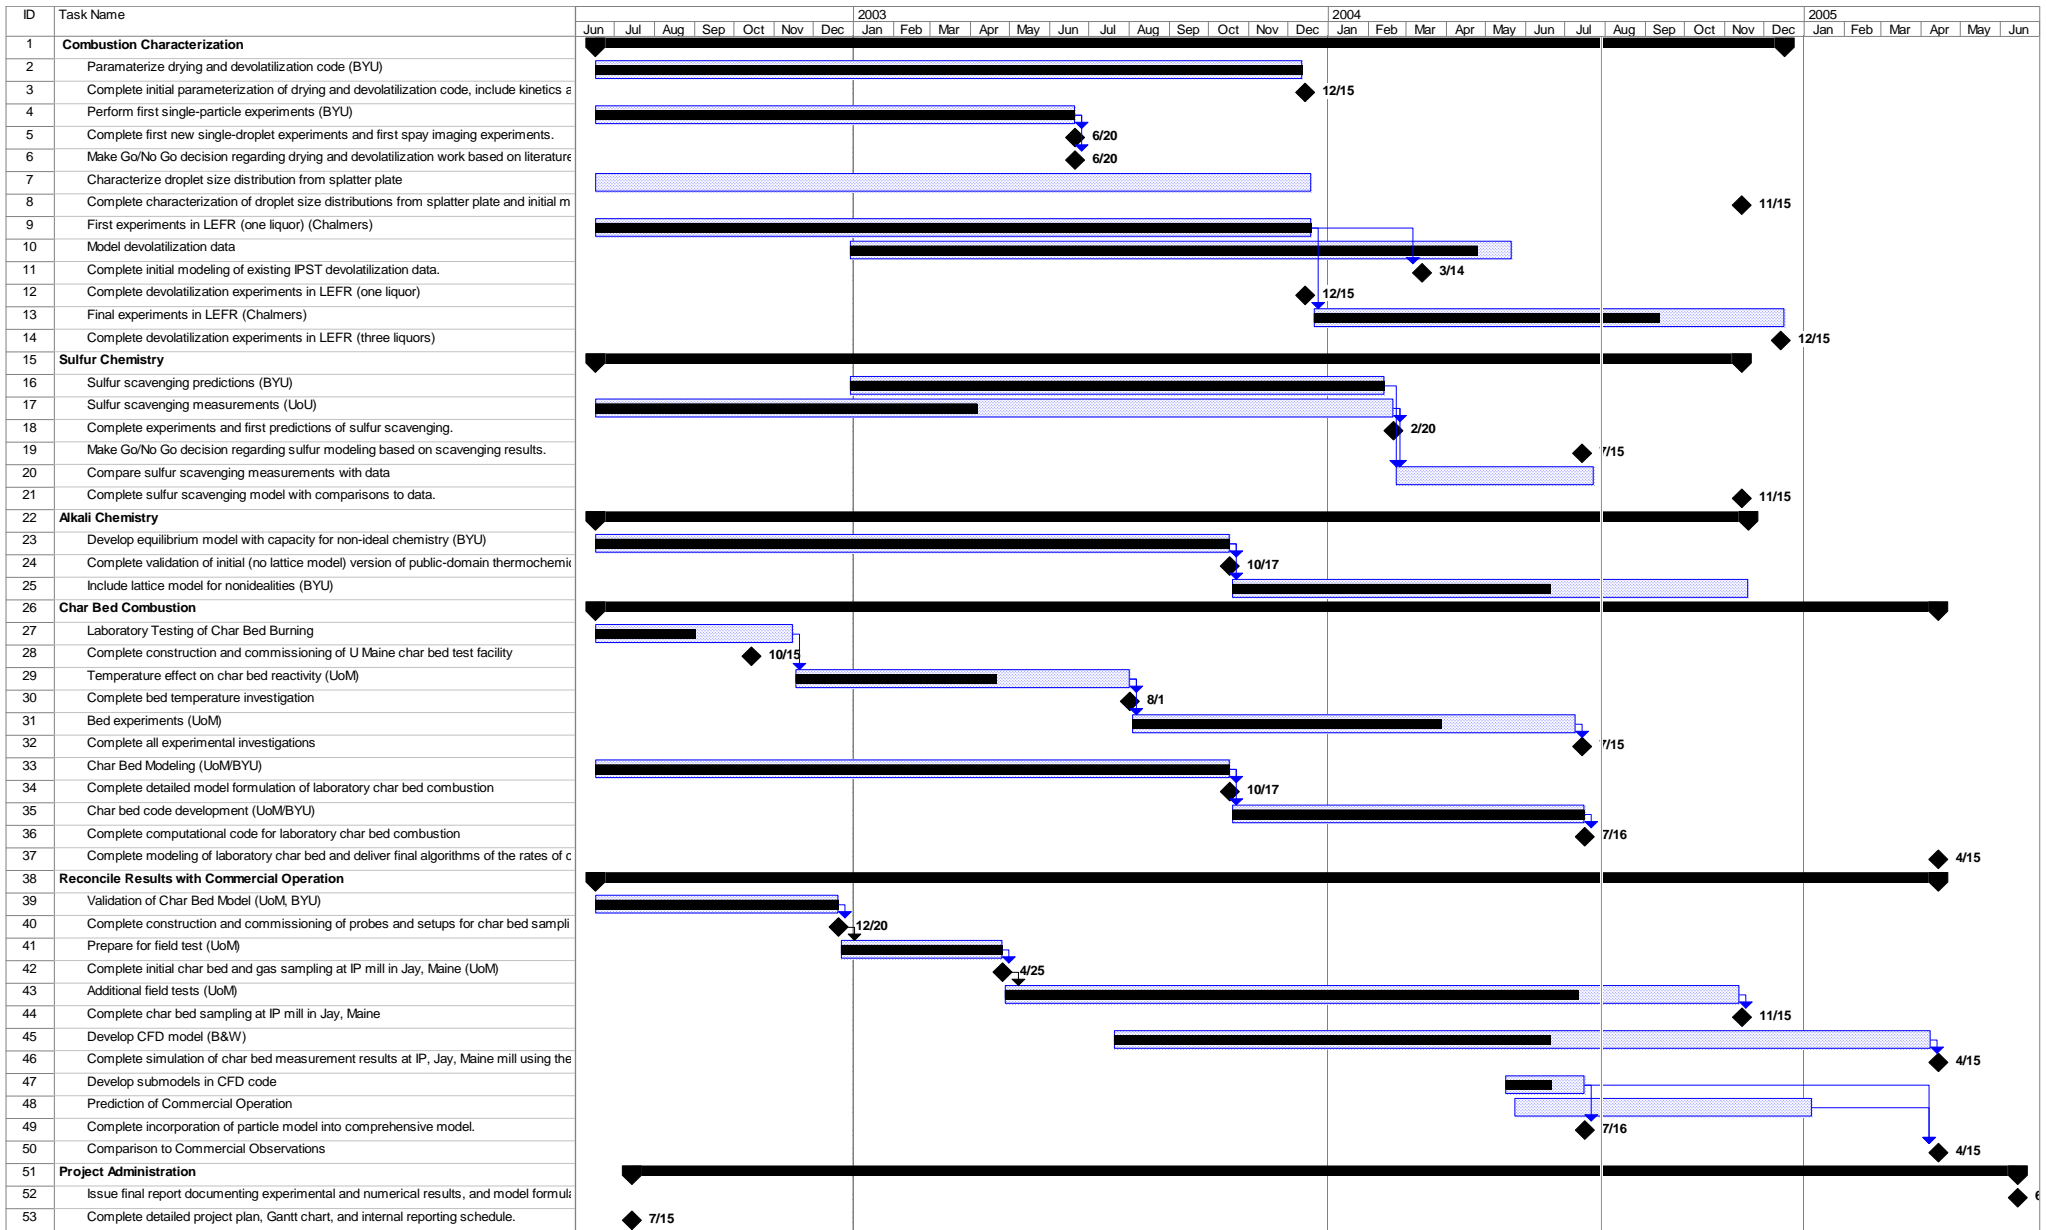 ID Task Name 2003 2004 2005
Jun Jul Aug Sep Oct Nov Dec Jan Feb Mar Apr May Jun Jul Aug Sep Oct Nov Dec Jan Feb Mar Apr May Jun Jul Aug Sep Oct Nov Dec Jan Feb Mar Apr May Jun
1 Combustion Characterization
2 Paramaterize drying and devolatilization code (BYU)
3 Complete initial parameterization of drying and devolatilization code, include kinetics a 12/15
4 Perform first single-particle experiments (BYU)
5 Complete first new single-droplet experiments and first spay imaging experiments. 6/20
6 Make Go/No Go decision regarding drying and devolatilization work based on literature 6/20
7 Characterize droplet size distribution from splatter plate
8 Complete characterization of droplet size distributions from splatter plate and initial m 11/15
9 First experiments in LEFR (one liquor) (Chalmers)
10 Model devolatilization data
11 Complete initial modeling of existing IPST devolatilization data. 3/14
12 Complete devolatilization experiments in LEFR (one liquor) 12/15
13 Final experiments in LEFR (Chalmers)
14 Complete devolatilization experiments in LEFR (three liquors) 12/15
15 Sulfur Chemistry
16 Sulfur scavenging predictions (BYU)
17 Sulfur scavenging measurements (UoU)
18 Complete experiments and first predictions of sulfur scavenging. 2/20
19 Make Go/No Go decision regarding sulfur modeling based on scavenging results. 7/15
20 Compare sulfur scavenging measurements with data
21 Complete sulfur scavenging model with comparisons to data. 11/15
22 Alkali Chemistry
23 Develop equilibrium model with capacity for non-ideal chemistry (BYU)
24 Complete validation of initial (no lattice model) version of public-domain thermochemic 10/17
25 Include lattice model for nonidealities (BYU)
26 Char Bed Combustion
27 Laboratory Testing of Char Bed Burning
28 Complete construction and commissioning of U Maine char bed test facility 10/15
29 Temperature effect on char bed reactivity (UoM)
30 Complete bed temperature investigation 8/1
31 Bed experiments (UoM)
32 Complete all experimental investigations 7/15
33 Char Bed Modeling (UoM/BYU)
34 Complete detailed model formulation of laboratory char bed combustion 10/17
35 Char bed code development (UoM/BYU)
36 Complete computational code for laboratory char bed combustion 7/16
37 Complete modeling of laboratory char bed and deliver final algorithms of the rates of c 4/15
38 Reconcile Results with Commercial Operation
39 Validation of Char Bed Model (UoM, BYU)
40 Complete construction and commissioning of probes and setups for char bed sampli 12/20
41 Prepare for field test (UoM)
42 Complete initial char bed and gas sampling at IP mill in Jay, Maine (UoM) 4/25
43 Additional field tests (UoM)
44 Complete char bed sampling at IP mill in Jay, Maine 11/15
45 Develop CFD model (B&W)
46 Complete simulation of char bed measurement results at IP, Jay, Maine mill using the 4/15
47 Develop submodels in CFD code
48 Prediction of Commercial Operation
49 Complete incorporation of particle model into comprehensive model. 7/16
50 Comparison to Commercial Observations 4/15
51 Project Administration
52 Issue final report documenting experimental and numerical results, and model formula
53 Complete detailed project plan, Gantt chart, and internal reporting schedule. 7/15